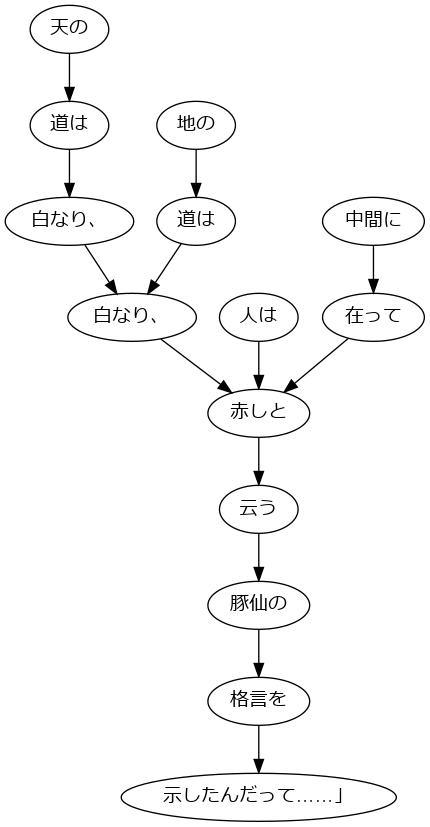 天の
道は
地の
白なり、
道は
中間に
白なり、
人は
在って
赤しと
云う
豚仙の
格言を
示したんだって……」